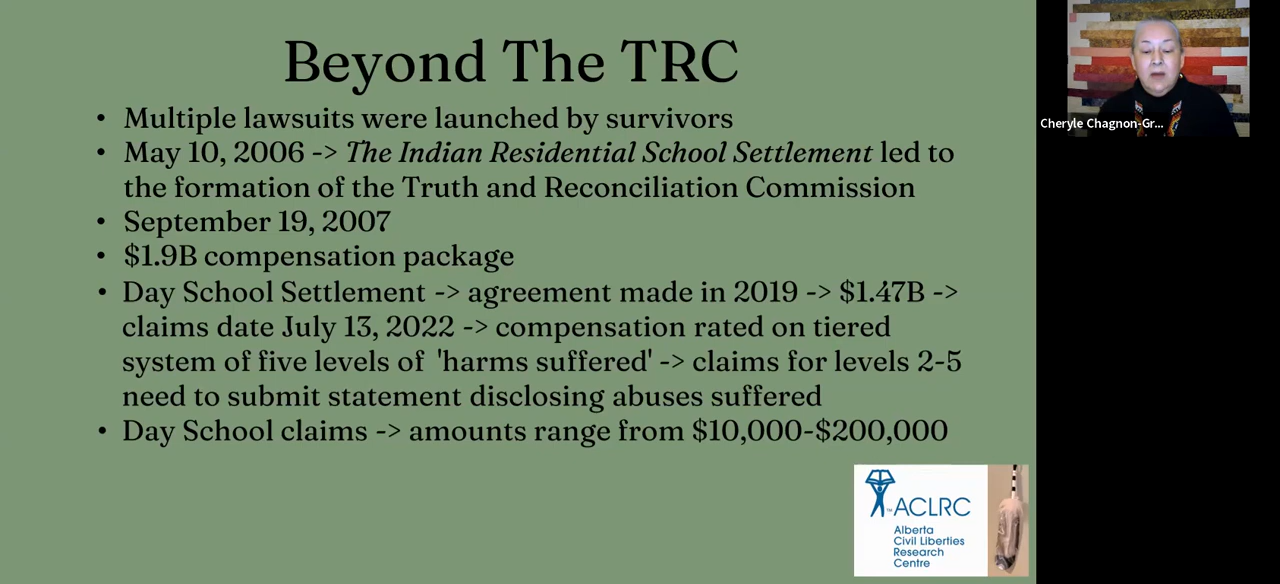 Beyond The TRC
• Multiple lawsuits were launched by survivors
• May 10, 2006 -> The Indian Residential School Settlement led to
the formation of the Truth and Reconciliation Commission
• September 19, 2007
• $1.9B compensation package
• Day School Settlement -> agreement made in 2019 -> $1.47B ->
claims date July 13, 2022 -> compensation rated on tiered
system of five levels of 'harms suffered' -> claims for levels 2-5
need to submit statement disclosing abuses suffered
• Day School claims -> amounts range from $10,000-$200,000
Cheryle Chagnon-Gr...
™ACLRC
Alberta
Civil Liberties
Research
Centre